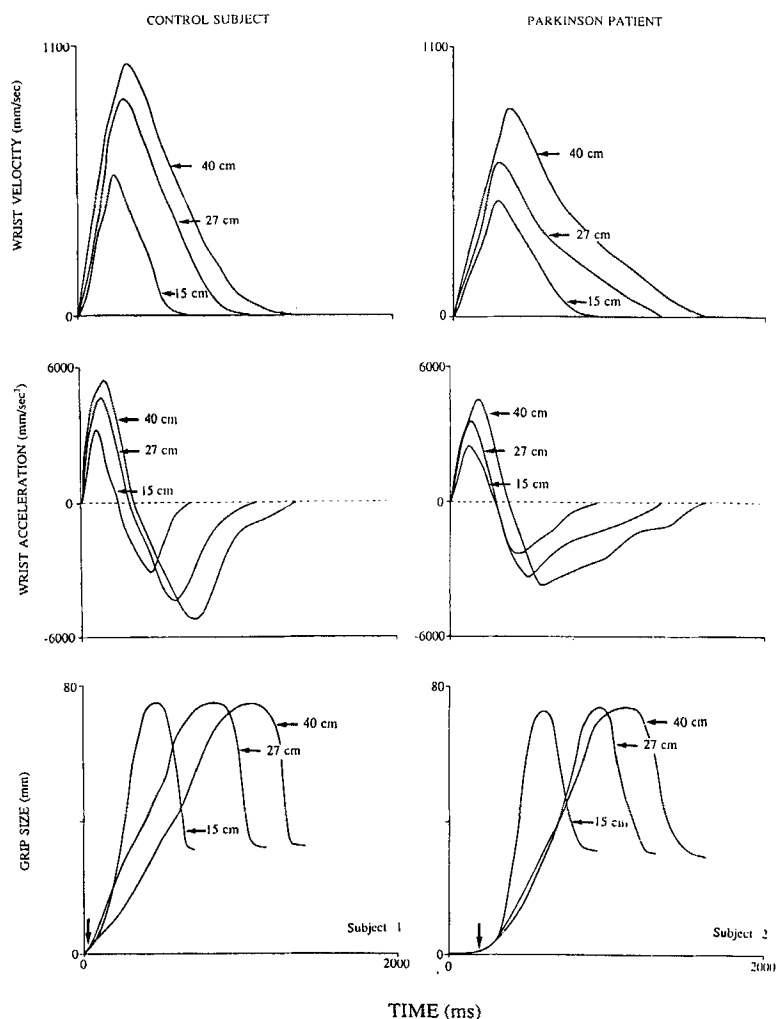 CONTROL SUBJECT
PARKINSON PATIENT
1100
WRIST VELOCITY (mm/sec)
40 cm
27 cm
15 cm
0
1100
40 cm
27 cm
15 cm
0
6000
WRIST ACCELERATION (mm/sec²)
40 cm
27 cm
15 cm
0
-6000
6000
40 cm
27 cm
15 cm
0
-6000
80
GRIP SIZE (mm)
40 cm
27 cm
15 cm
Subject 1
0
0
2000
80
40 cm
27 cm
15 cm
Subject 2
0
0
2000
TIME (ms)